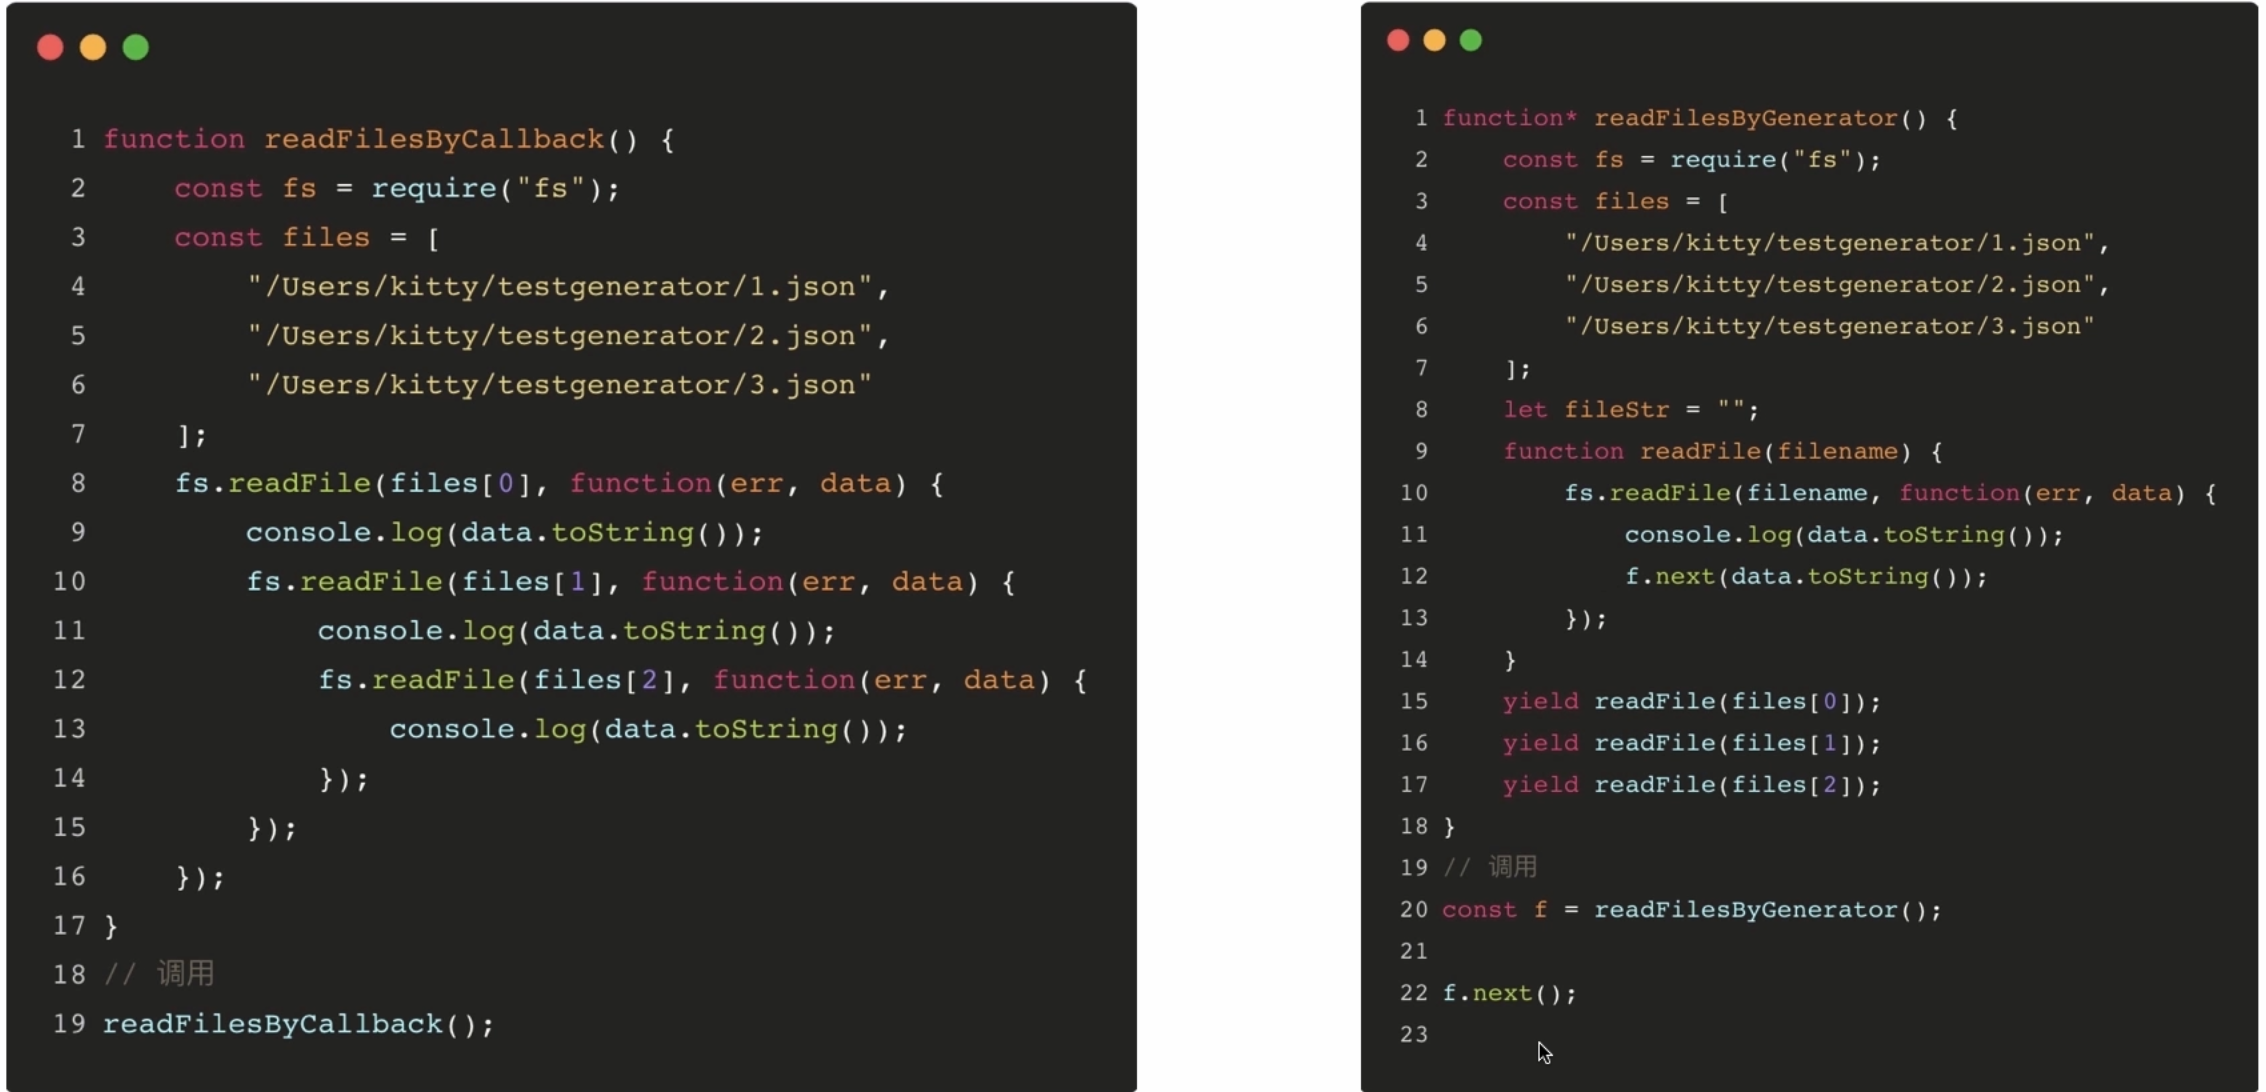 1 function readFilesByCallback() {
2     const fs = require("fs");
3     const files = [
4         "/Users/kitty/testgenerator/1.json",
5         "/Users/kitty/testgenerator/2.json",
6         "/Users/kitty/testgenerator/3.json"
7     ];
8     fs.readFile(files[0], function(err, data) {
9         console.log(data.toString());
10         fs.readFile(files[1], function(err, data) {
11             console.log(data.toString());
12             fs.readFile(files[2], function(err, data) {
13                 console.log(data.toString());
14             });
15         });
16     });
17 }
18 // 调用
19 readFilesByCallback();
1 function* readFilesByGenerator() {
2     const fs = require("fs");
3     const files = [
4         "/Users/kitty/testgenerator/1.json",
5         "/Users/kitty/testgenerator/2.json",
6         "/Users/kitty/testgenerator/3.json"
7     ];
8     let fileStr = "";
9     function readFile(filename) {
10         fs.readFile(filename, function(err, data) {
11             console.log(data.toString());
12             f.next(data.toString());
13         });
14     }
15     yield readFile(files[0]);
16     yield readFile(files[1]);
17     yield readFile(files[2]);
18 }
19 // 调用
20 const f = readFilesByGenerator();
21
22 f.next();
23